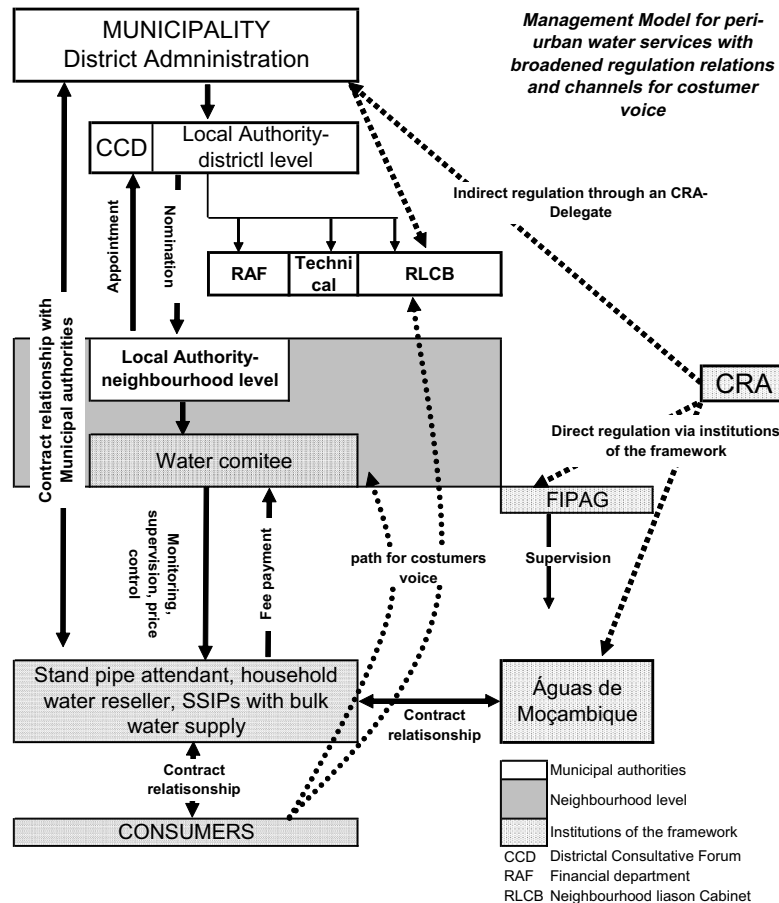 MUNICIPALITY
District Admninistration
Management Model for peri-
urban water services with
broadened regulation relations
and channels for costumer
voice
CCD
Local Authority-
districtl level
Indirect regulation through an CRA-
Delegate
Appointment
Nomination
RAF
Techni
cal
RLCB
Contract relationship with
Municipal authorities
Local Authority-
neighbourhood level
CRA
Water comitee
Direct regulation via institutions
of the framework
FIPAG
Monitoring,
supervision, price
control
Fee payment
path for costumers
voice
Supervision
Stand pipe attendant, household
water reseller, SSIPs with bulk
water supply
Contract
relatisonship
Águas de
Moçambique
Contract
relatisonship
CONSUMERS
Municipal authorities
Neighbourhood level
Institutions of the framework
CCD Districtal Consultative Forum
RAF Financial department
RLCB Neighbourhood liason Cabinet